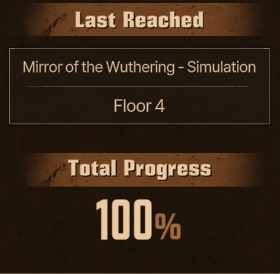 Last Reached
Mirror of the Wuthering - Simulation
Floor 4
Total Progress
100%